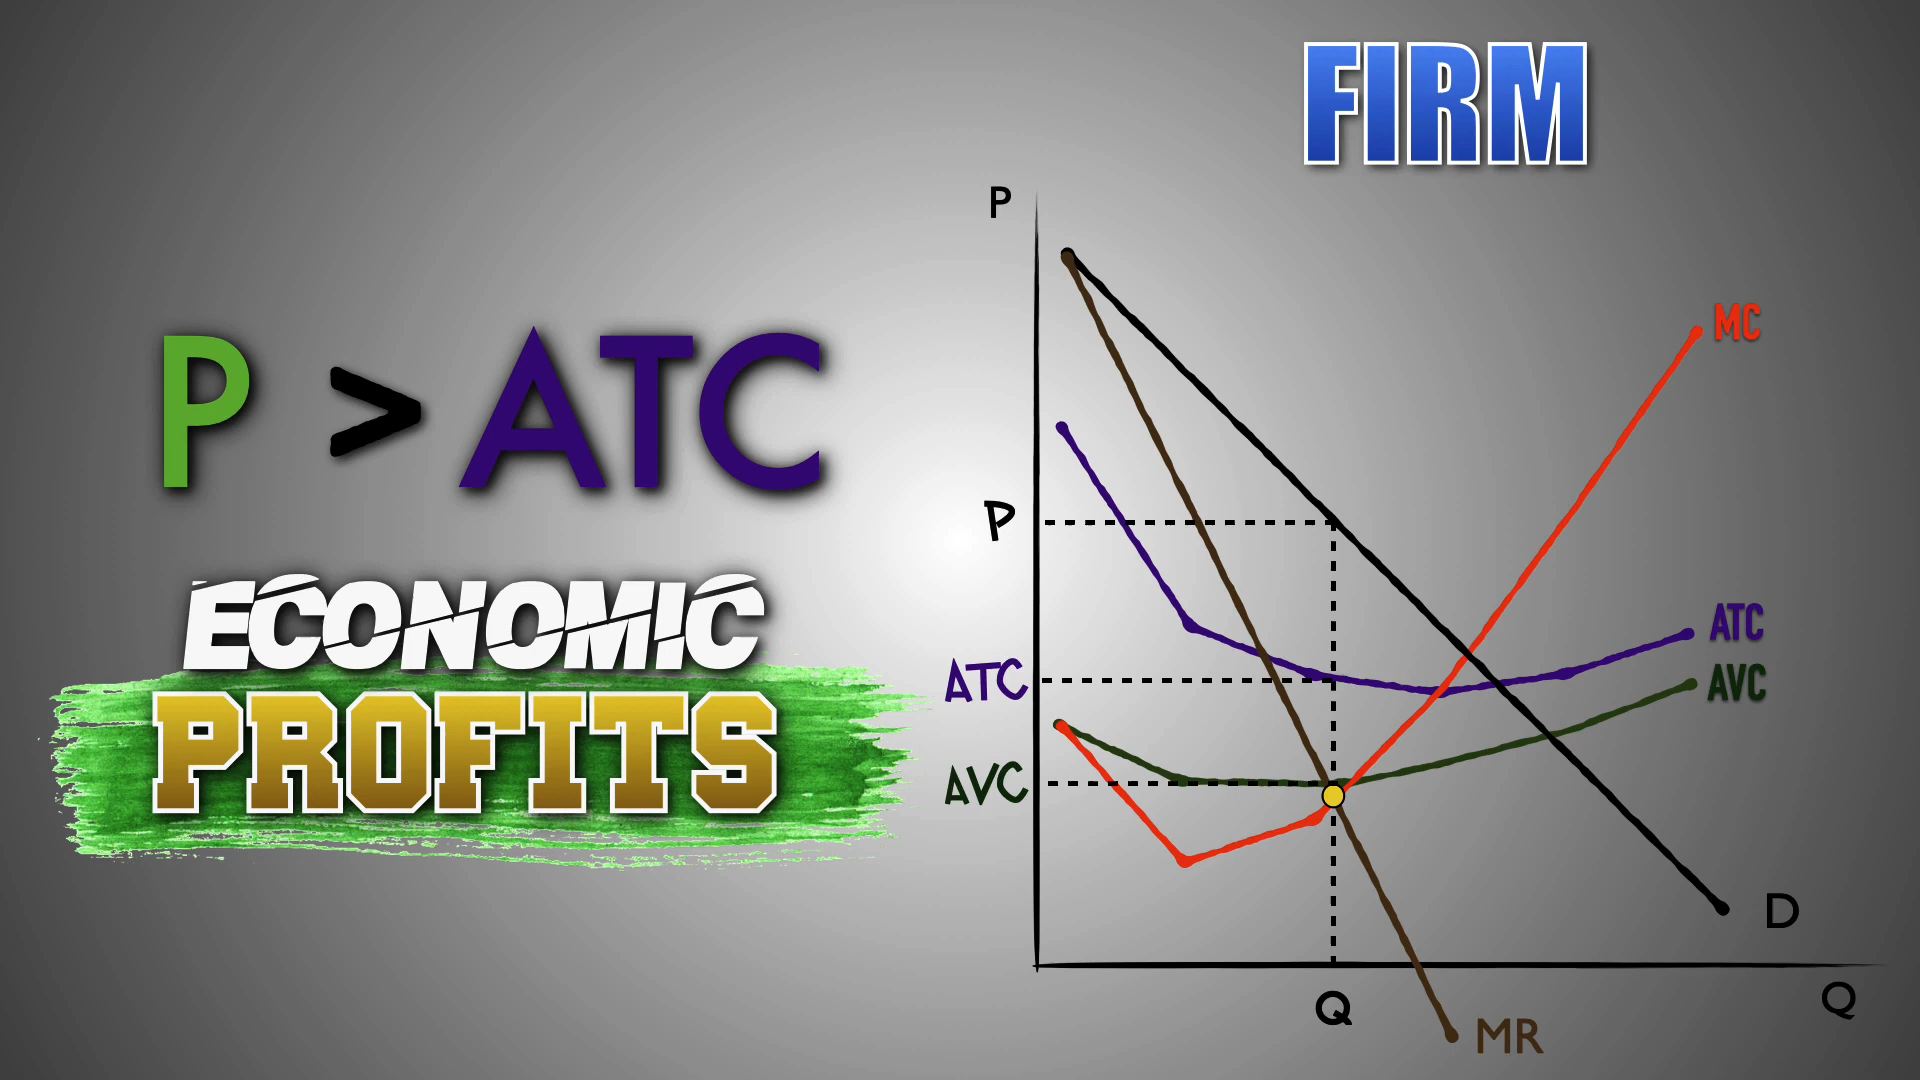 FIRM
P
MC
P > ATC
P
ECONOMIC
PROFITS
ATC
AVC
ATC
AVC
D
Q
Q
MR